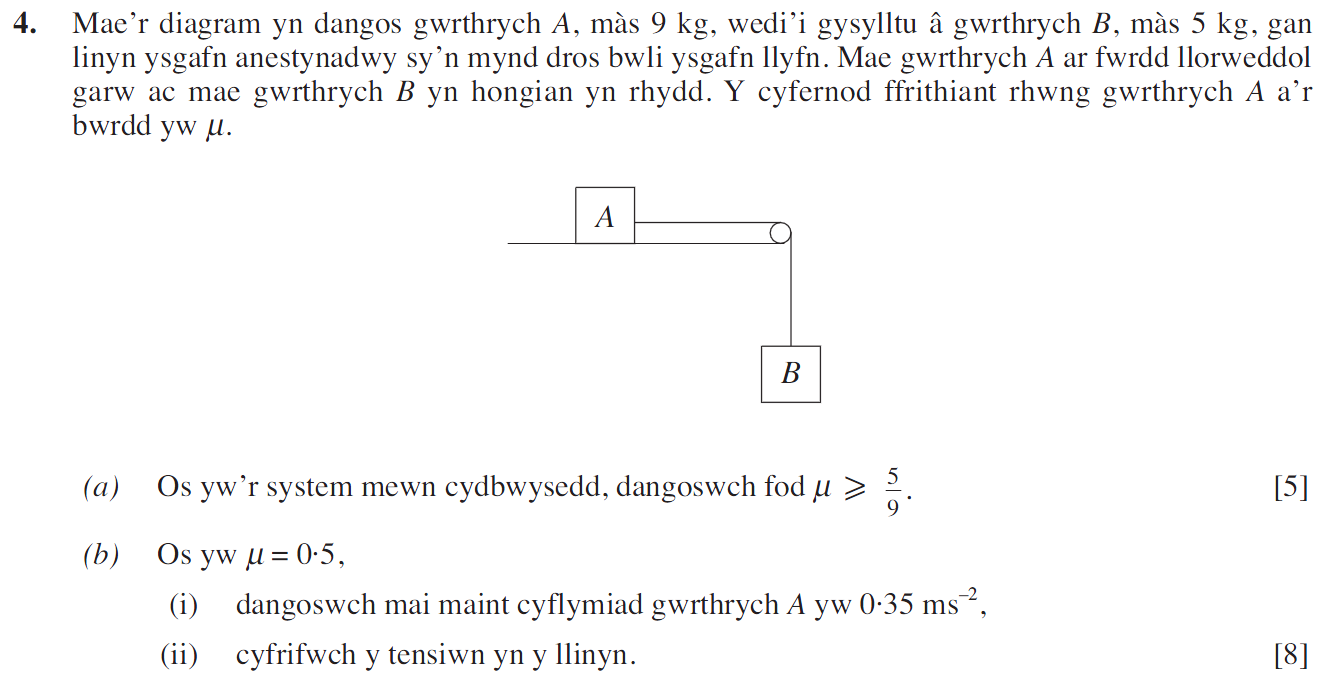 4. Mae’r diagram yn dangos gwrthrych A, màs 9 kg, wedi’i gysylltu â gwrthrych B, màs 5 kg, gan
linyn ysgafn anestynadwy sy’n mynd dros bwli ysgafn llyfn. Mae gwrthrych A ar fwrdd llorweddol
garw ac mae gwrthrych B yn hongian yn rhydd. Y cyfernod ffrithiant rhwng gwrthrych A a’r
bwrdd yw μ.
A
B
(a) Os yw’r system mewn cydbwysedd, dangoswch fod μ ⩾ 5/9. [5]
(b) Os yw μ = 0·5,
(i) dangoswch mai maint cyflymiad gwrthrych A yw 0·35 ms⁻²,
(ii) cyfrifwch y tensiwn yn y llinyn. [8]